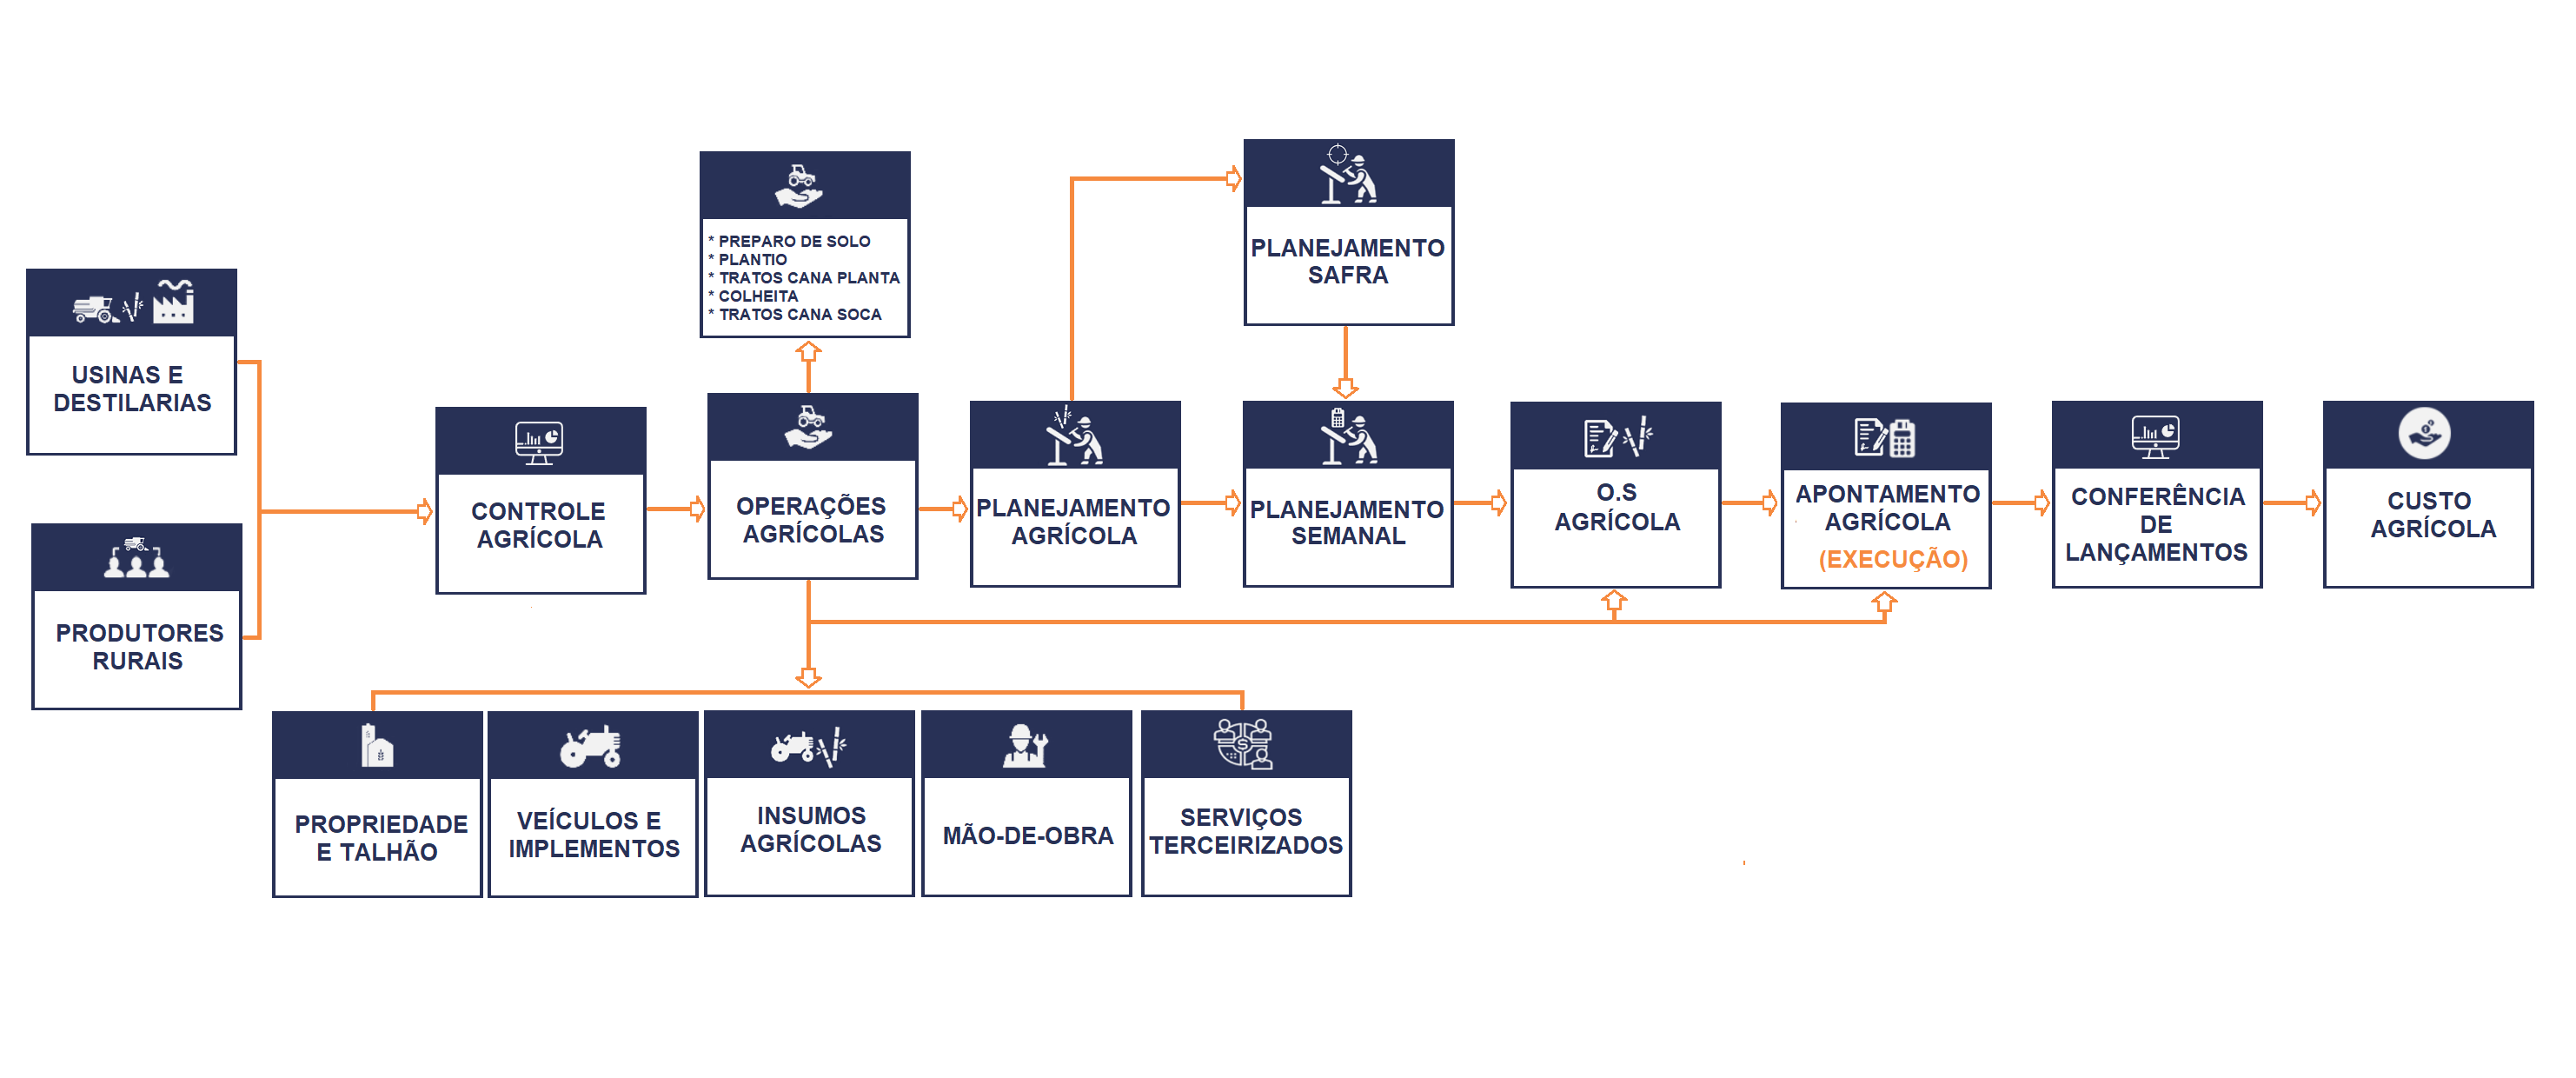 USINAS E
DESTILARIAS
PRODUTORES
RURAIS
CONTROLE
AGRÍCOLA
* PREPARO DE SOLO
* PLANTIO
* TRATOS CANA PLANTA
* COLHEITA
* TRATOS CANA SOCA
OPERAÇÕES
AGRÍCOLAS
PLANEJAMENTO
AGRÍCOLA
PLANEJAMENTO
SAFRA
PLANEJAMENTO
SEMANAL
O.S
AGRÍCOLA
APONTAMENTO
AGRÍCOLA
(EXECUÇÃO)
CONFERÊNCIA
DE
LANÇAMENTOS
CUSTO
AGRÍCOLA
PROPRIEDADE
E TALHÃO
VEÍCULOS E
IMPLEMENTOS
INSUMOS
AGRÍCOLAS
MÃO-DE-OBRA
SERVIÇOS
TERCEIRIZADOS